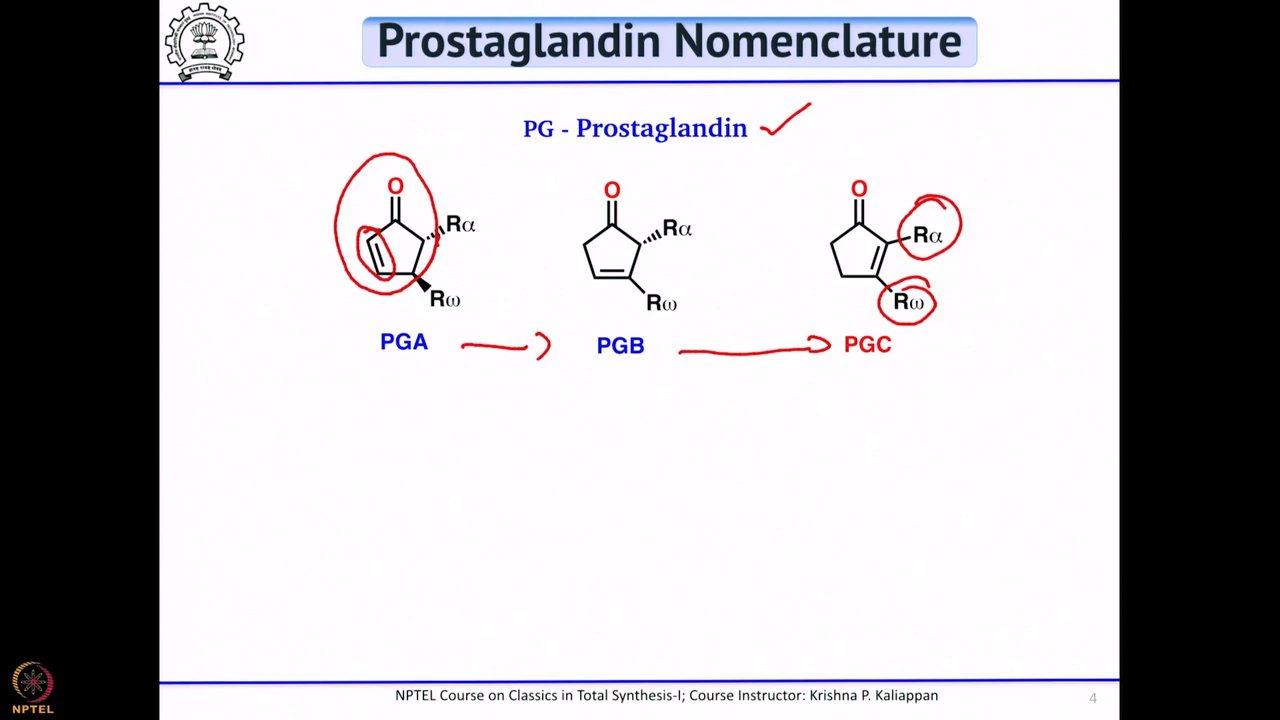 Prostaglandin Nomenclature
PG - Prostaglandin
O
Rα
Rω
PGA
O
Rα
Rω
PGB
O
Rα
Rω
PGC
NPTEL Course on Classics in Total Synthesis-I; Course Instructor: Krishna P. Kaliappan
4
NPTEL